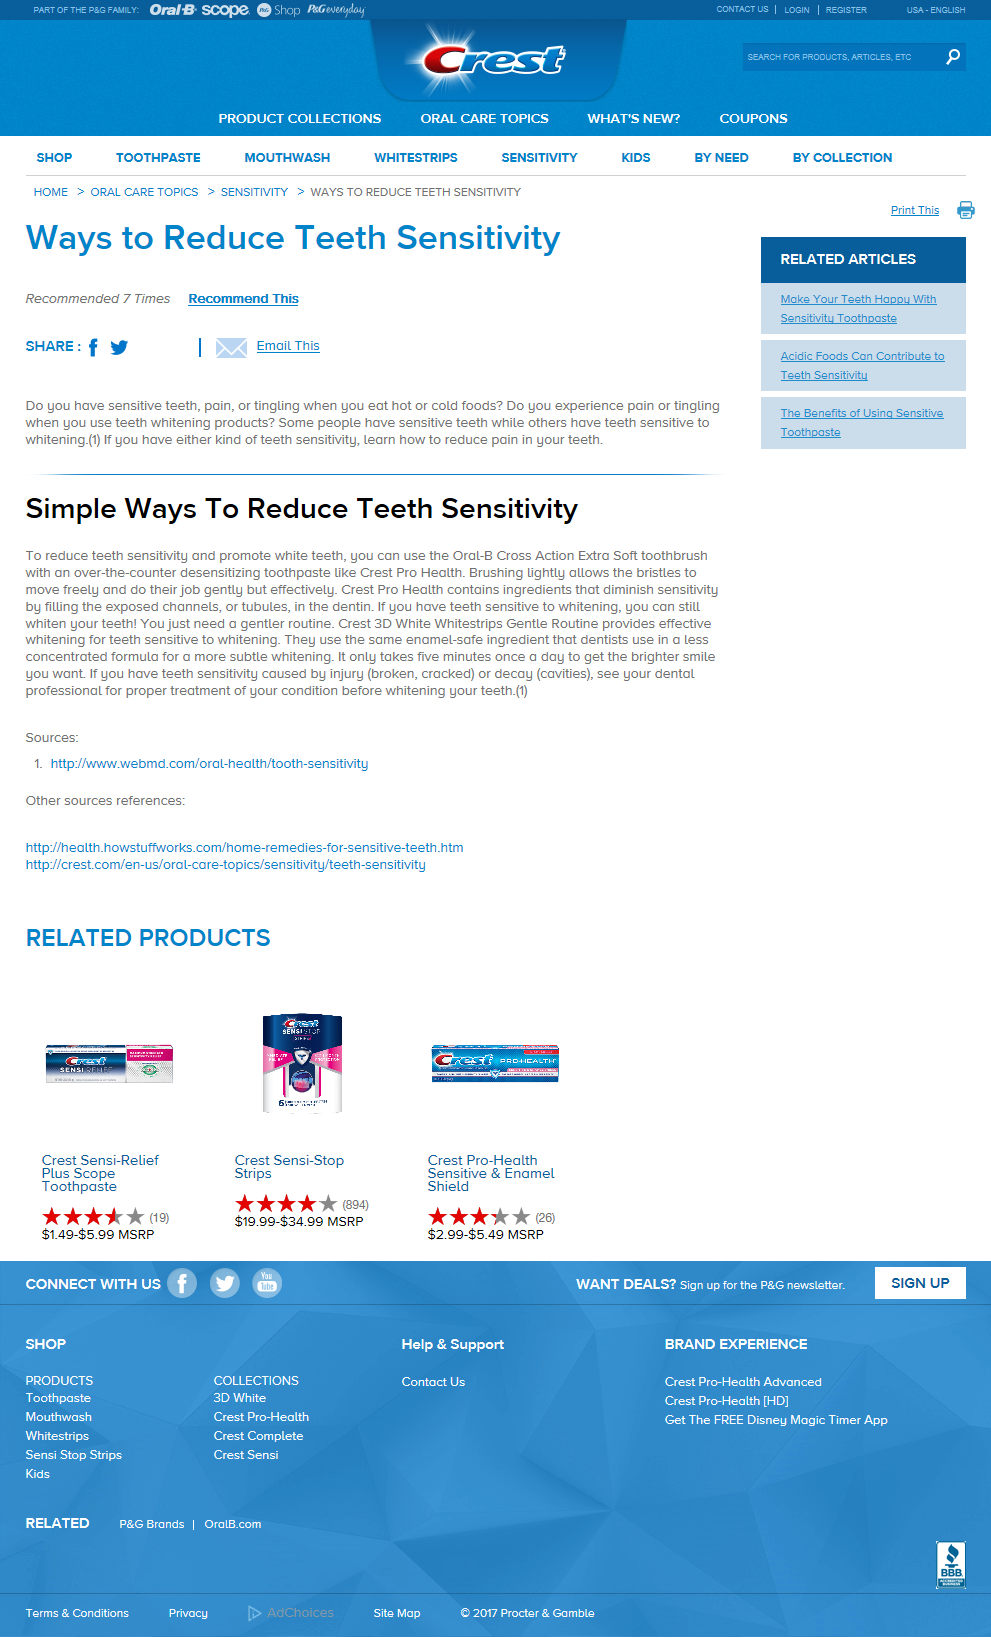 PART OF THE P&G FAMILY: Oral-B scope. P&G Shop P&Geveryday
CONTACT US | LOGIN | REGISTER USA - ENGLISH
Crest
SEARCH FOR PRODUCTS, ARTICLES, ETC
PRODUCT COLLECTIONS ORAL CARE TOPICS WHAT'S NEW? COUPONS
SHOP TOOTHPASTE MOUTHWASH WHITESTRIPS SENSITIVITY KIDS BY NEED BY COLLECTION
HOME > ORAL CARE TOPICS > SENSITIVITY > WAYS TO REDUCE TEETH SENSITIVITY
Print This
Ways to Reduce Teeth Sensitivity
Recommended 7 Times Recommend This
SHARE : | Email This
RELATED ARTICLES
Make Your Teeth Happy With
Sensitivity Toothpaste
Acidic Foods Can Contribute to
Teeth Sensitivity
The Benefits of Using Sensitive
Toothpaste
Do you have sensitive teeth, pain, or tingling when you eat hot or cold foods? Do you experience pain or tingling
when you use teeth whitening products? Some people have sensitive teeth while others have teeth sensitive to
whitening.(1) If you have either kind of teeth sensitivity, learn how to reduce pain in your teeth.
Simple Ways To Reduce Teeth Sensitivity
To reduce teeth sensitivity and promote white teeth, you can use the Oral-B Cross Action Extra Soft toothbrush
with an over-the-counter desensitizing toothpaste like Crest Pro Health. Brushing lightly allows the bristles to
move freely and do their job gently but effectively. Crest Pro Health contains ingredients that diminish sensitivity
by filling the exposed channels, or tubules, in the dentin. If you have teeth sensitive to whitening, you can still
whiten your teeth! You just need a gentler routine. Crest 3D White Whitestrips Gentle Routine provides effective
whitening for teeth sensitive to whitening. They use the same enamel-safe ingredient that dentists use in a less
concentrated formula for a more subtle whitening. It only takes five minutes once a day to get the brighter smile
you want. If you have teeth sensitivity caused by injury (broken, cracked) or decay (cavities), see your dental
professional for proper treatment of your condition before whitening your teeth.(1)
Sources:
1. http://www.webmd.com/oral-health/tooth-sensitivity
Other sources references:
http://health.howstuffworks.com/home-remedies-for-sensitive-teeth.htm
http://crest.com/en-us/oral-care-topics/sensitivity/teeth-sensitivity
RELATED PRODUCTS
Crest
SENSI RELIEF
Crest
SENSI STOP
STRIPS
Crest PRO-HEALTH
Crest Sensi-Relief
Plus Scope
Toothpaste
(19)
$1.49-$5.99 MSRP
Crest Sensi-Stop
Strips
(894)
$19.99-$34.99 MSRP
Crest Pro-Health
Sensitive & Enamel
Shield
(26)
$2.99-$5.49 MSRP
CONNECT WITH US You Tube WANT DEALS? Sign up for the P&G newsletter. SIGN UP
SHOP
PRODUCTS
Toothpaste
Mouthwash
Whitestrips
Sensi Stop Strips
Kids
COLLECTIONS
3D White
Crest Pro-Health
Crest Complete
Crest Sensi
Help & Support
Contact Us
BRAND EXPERIENCE
Crest Pro-Health Advanced
Crest Pro-Health [HD]
Get The FREE Disney Magic Timer App
RELATED P&G Brands | OralB.com
BBB.
ACCREDITED
BUSINESS
Terms & Conditions Privacy AdChoices Site Map © 2017 Procter & Gamble